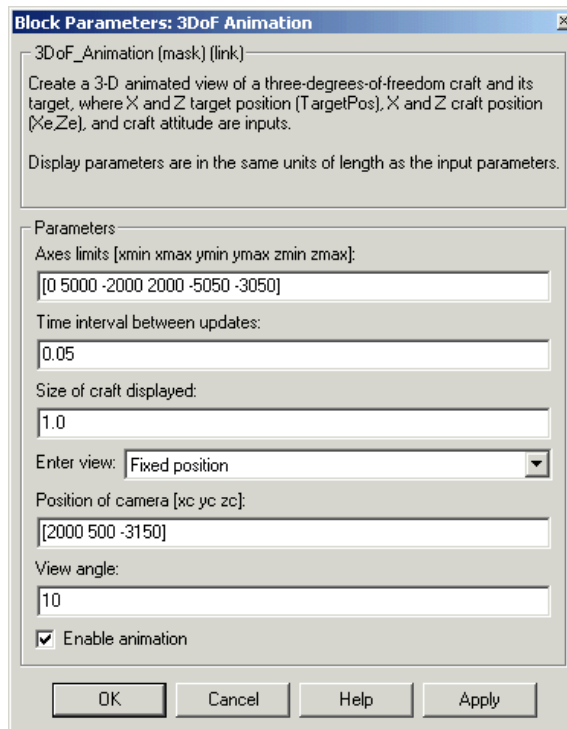 Block Parameters: 3DoF Animation
3DoF_Animation (mask) (link)
Create a 3-D animated view of a three-degrees-of-freedom craft and its
target, where X and Z target position (TargetPos), X and Z craft position
(Xe,Ze), and craft attitude are inputs.
Display parameters are in the same units of length as the input parameters.
Parameters
Axes limits [xmin xmax ymin ymax zmin zmax]:
[0 5000 -2000 2000 -5050 -3050]
Time interval between updates:
0.05
Size of craft displayed:
1.0
Enter view: Fixed position
Position of camera [xc yc zc]:
[2000 500 -3150]
View angle:
10
Enable animation
OK Cancel Help Apply